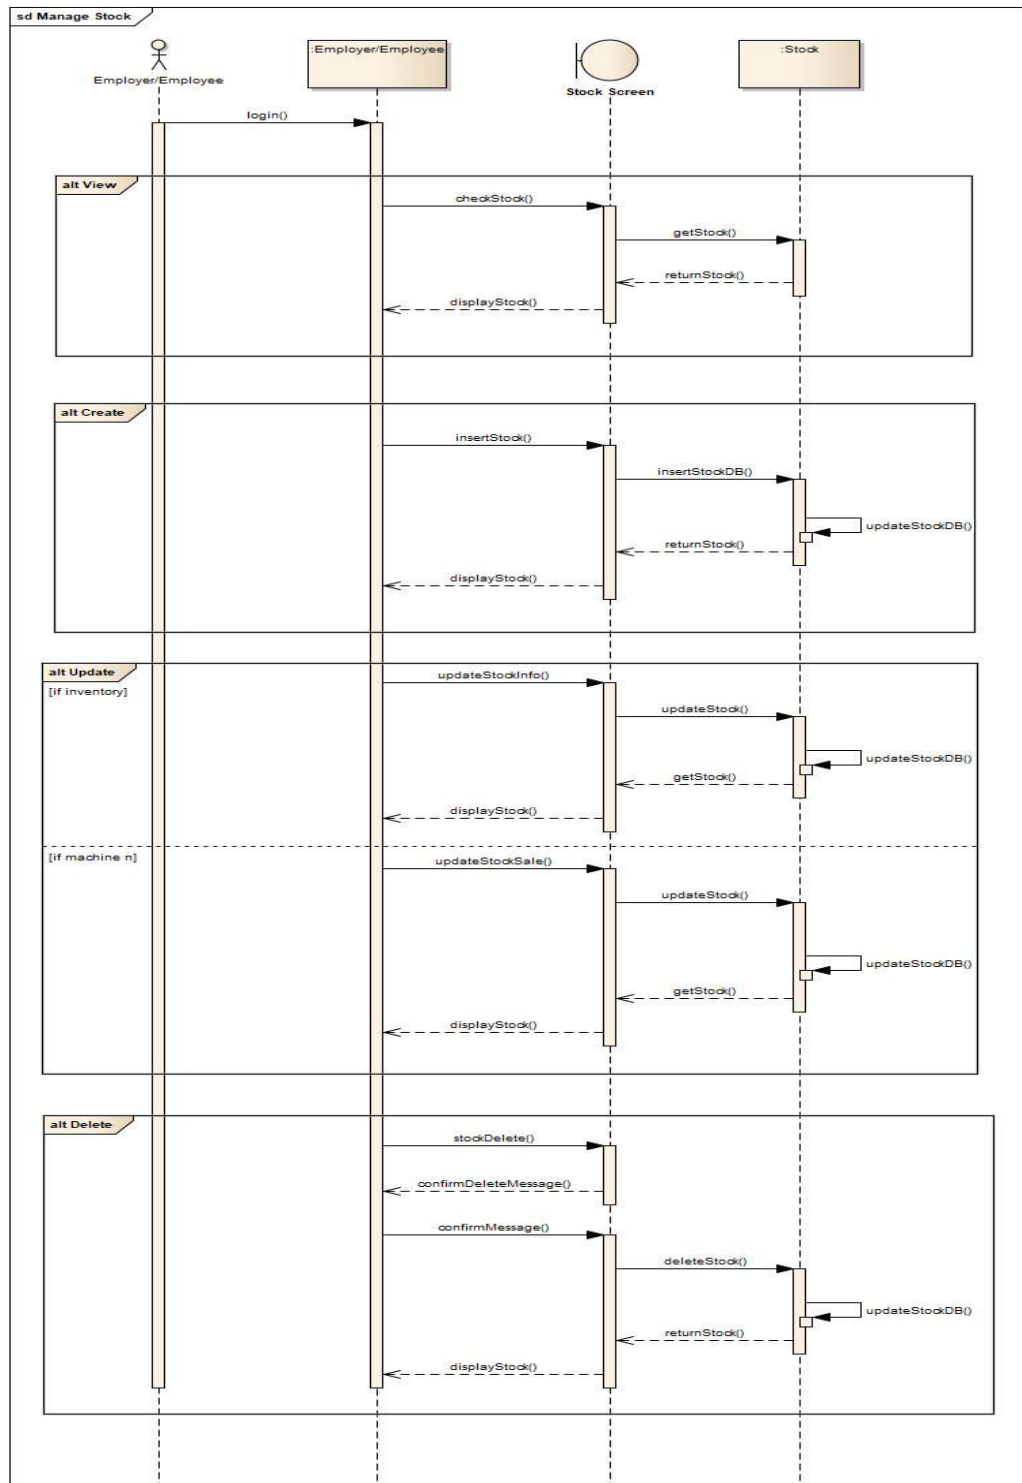 sd Manage Stock
Employer/Employee
:Employer/Employee
Stock Screen
:Stock
login()
alt View
checkStock()
getStock()
returnStock()
displayStock()
alt Create
insertStock()
insertStockDB()
updateStockDB()
returnStock()
displayStock()
alt Update
[if inventory]
updateStockInfo()
updateStock()
updateStockDB()
getStock()
displayStock()
[if machine n]
updateStockSale()
updateStock()
updateStockDB()
getStock()
displayStock()
alt Delete
stockDelete()
confirmDeleteMessage()
confirmMessage()
deleteStock()
updateStockDB()
returnStock()
displayStock()